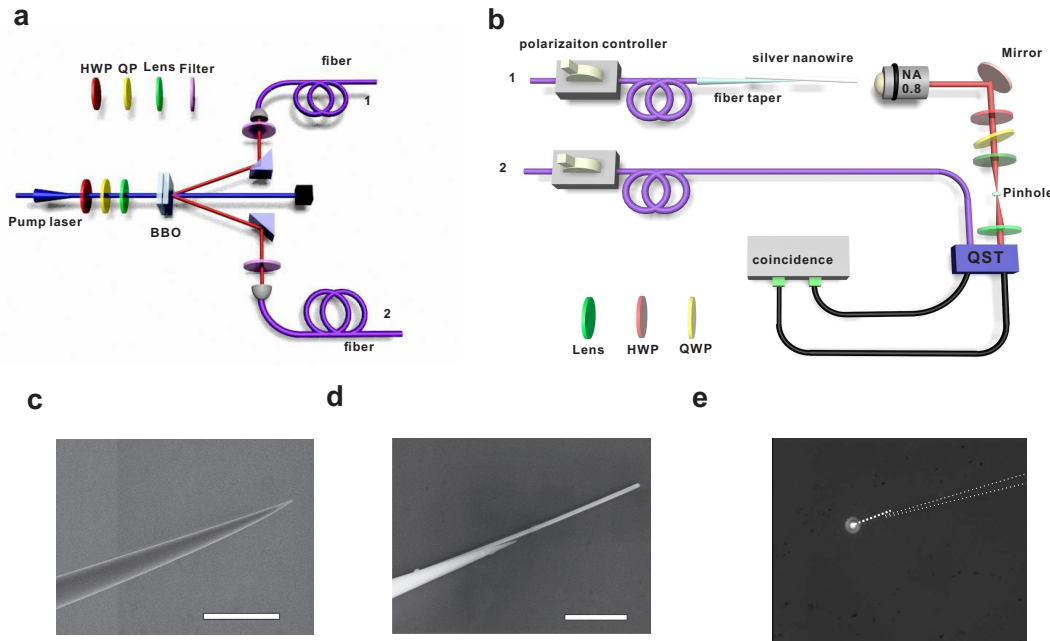 a
HWP QP Lens Filter
fiber
1
Pump laser
BBO
2
fiber
b
polarizaiton controller
silver nanowire
Mirror
1
NA
0.8
fiber taper
2
Pinhole
QST
coincidence
Lens
HWP
QWP
c
d
e